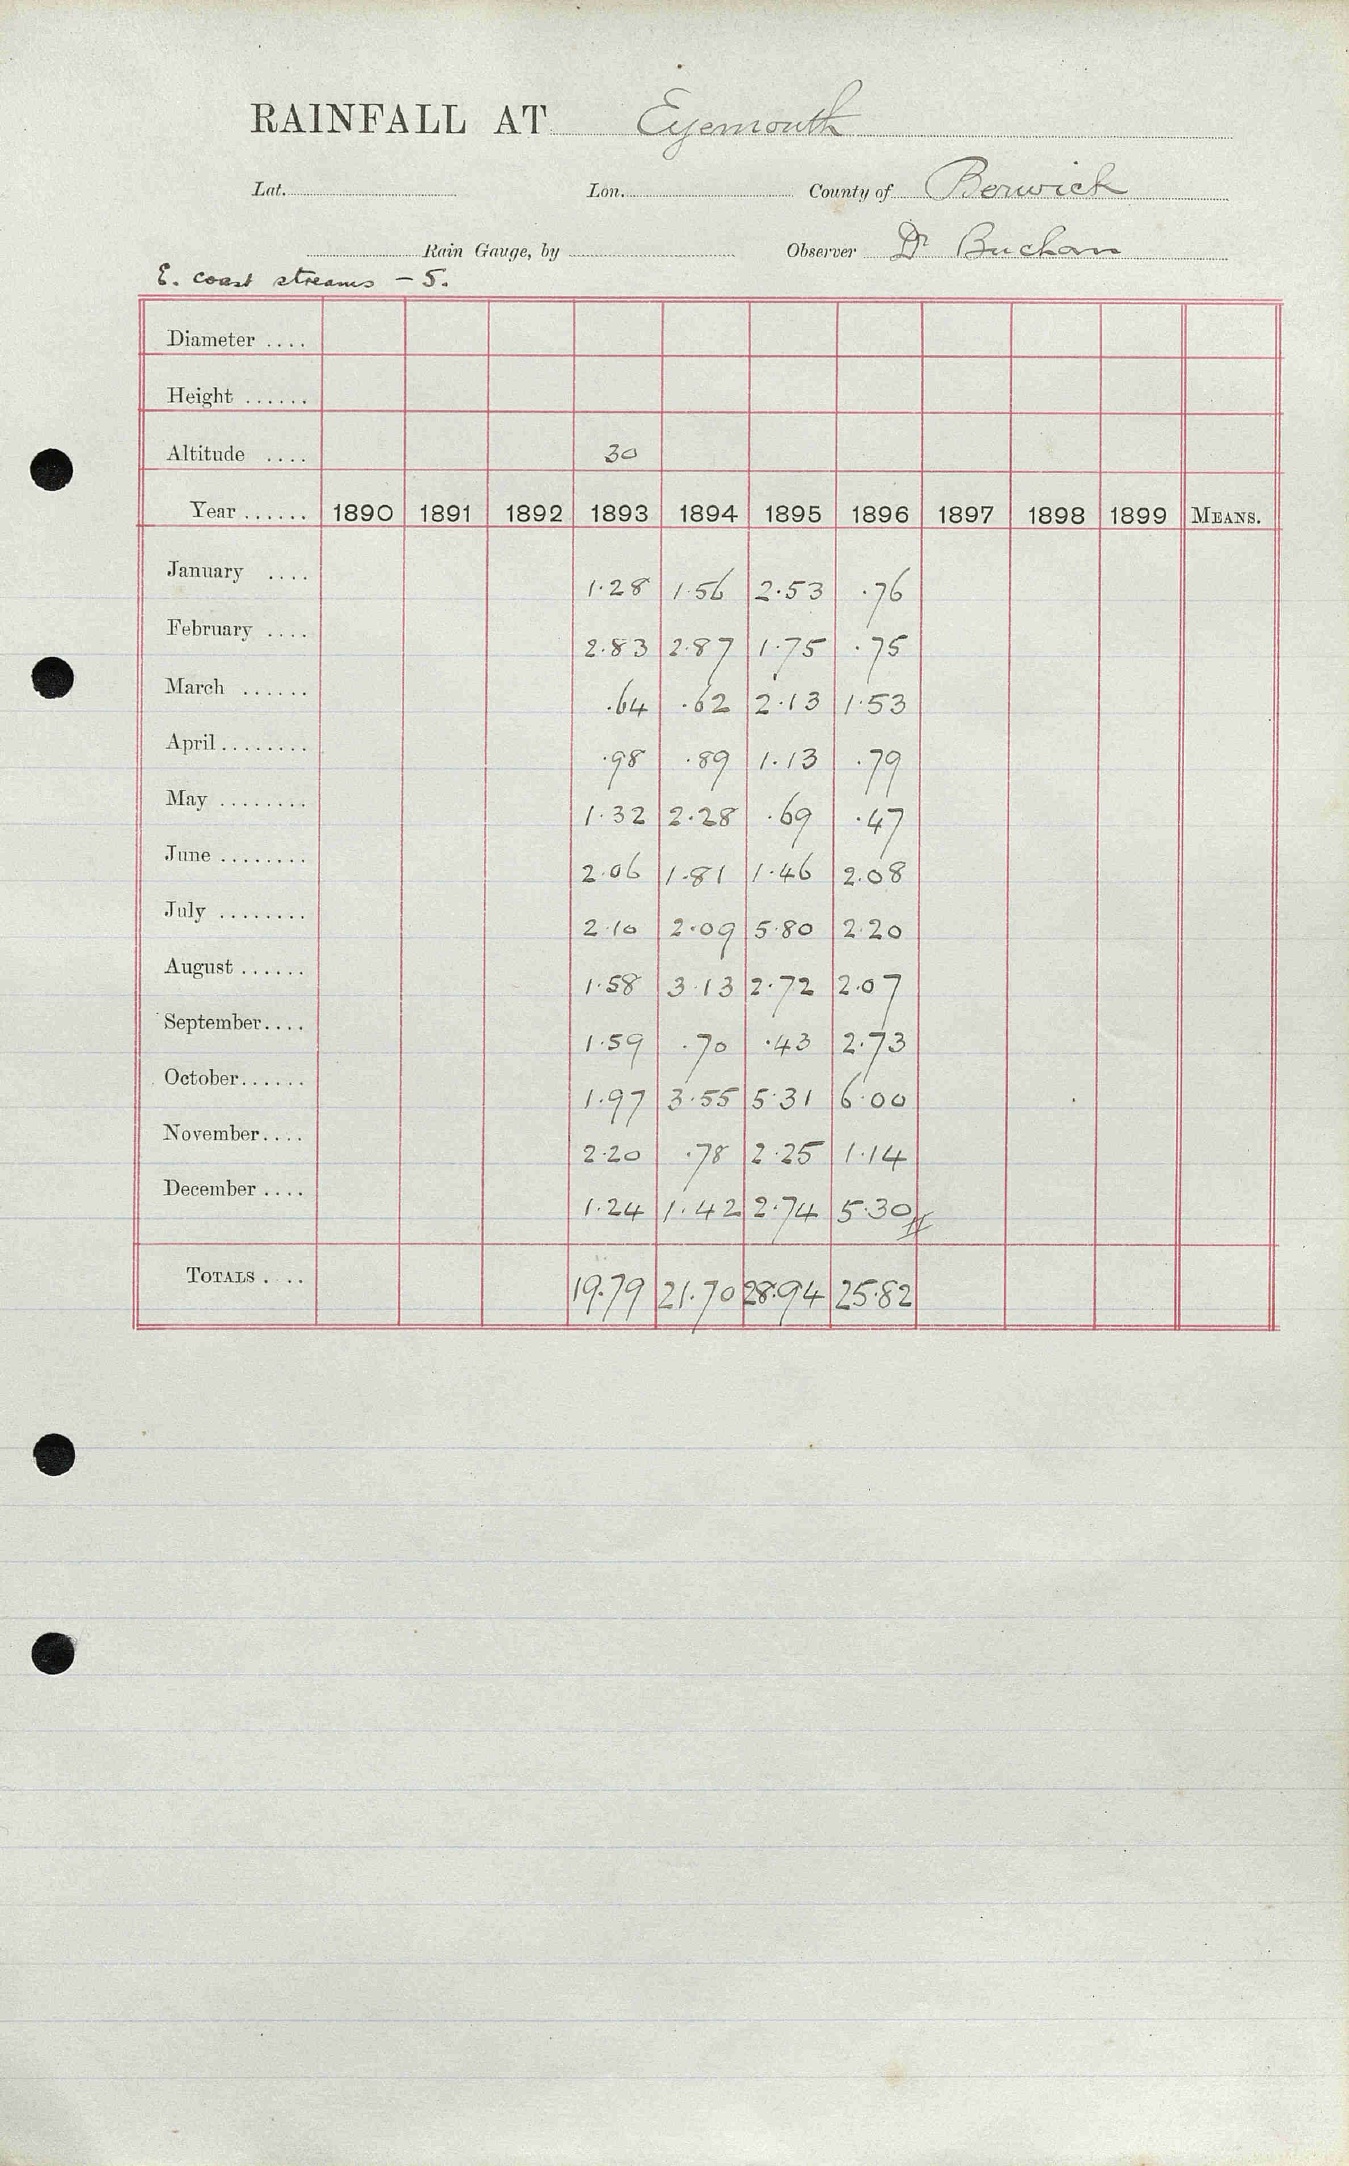 RAINFALL AT Eyemouth
Lat. Lon. County of Berwick
Rain Gauge, by Observer Dr Buchan
E. coast streams - 5.
Diameter ....
Height ......
Altitude .... 30
Year ...... 1890 1891 1892 1893 1894 1895 1896 1897 1898 1899 MEANS.
January .... 1.28 1.56 2.53 .76
February .... 2.83 2.87 1.75 .75
March ...... .64 .62 2.13 1.53
April ........ .98 .89 1.13 .79
May ........ 1.32 2.28 .69 .47
June ........ 2.06 1.81 1.46 2.08
July ........ 2.10 2.09 5.80 2.20
August ...... 1.58 3.13 2.72 2.07
September.... 1.59 .70 .43 2.73
October...... 1.97 3.55 5.31 6.00
November.... 2.20 .78 2.25 1.14
December .... 1.24 1.42 2.74 5.30
TOTALS . .. 19.79 21.70 28.94 25.82